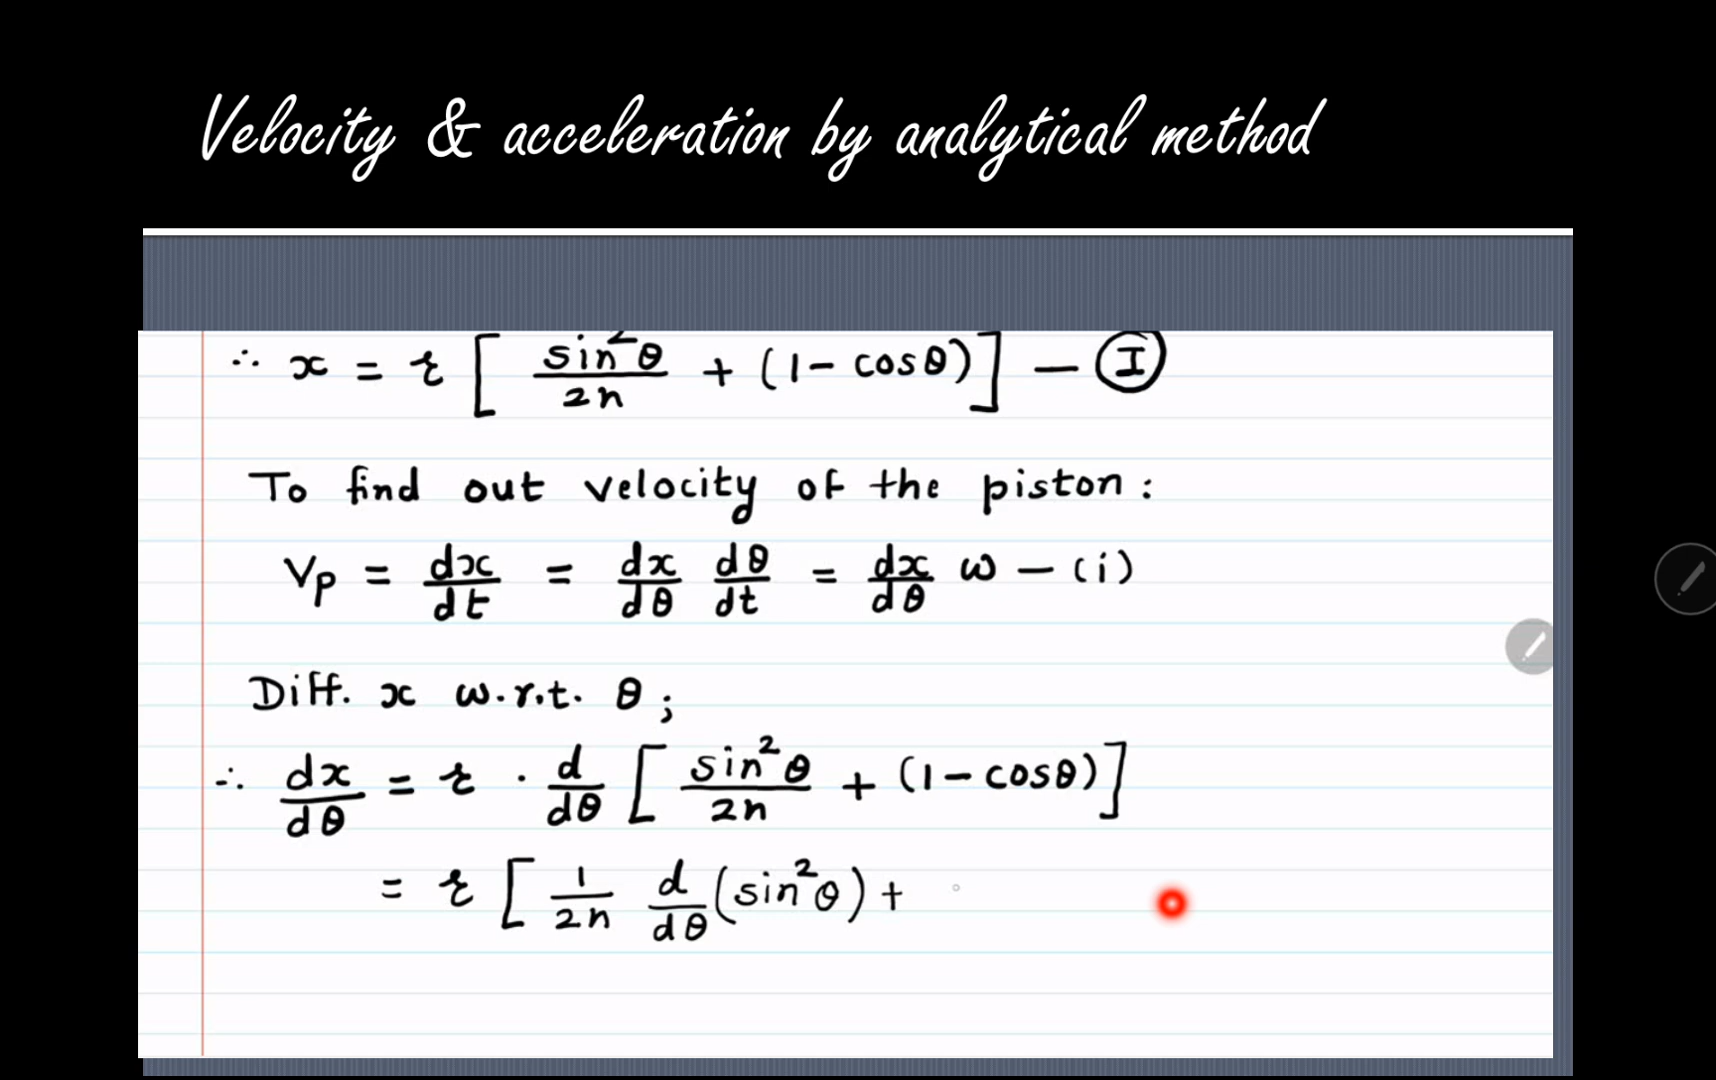 Velocity & acceleration by analytical method
∴ x = r [ sin²θ/2n + (1 - cosθ) ] — Ⓘ
To find out velocity of the piston :
Vp = dx/dt = dx/dθ dθ/dt = dx/dθ ω — (i)
Diff. x w.r.t. θ ;
∴ dx/dθ = r · d/dθ [ sin²θ/2n + (1 - cosθ) ]
= r [ 1/2n d/dθ (sin²θ) +